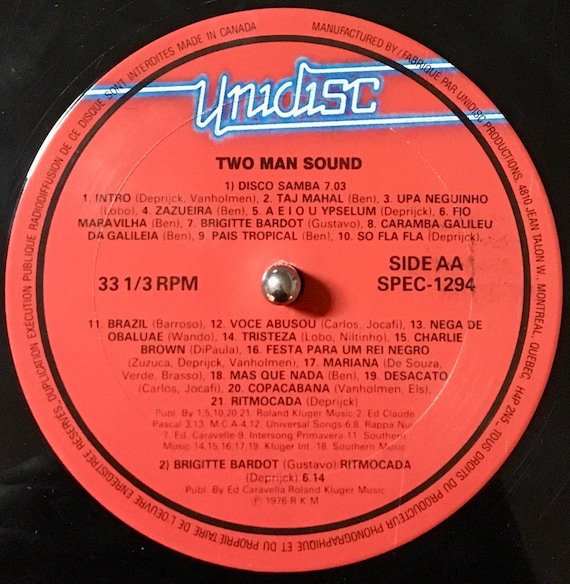 DUPLICATION EXÉCUTION PUBLIQUE RADIODIFFUSION DE CE DISQUE SONT INTERDITES MADE IN CANADA
MANUFACTURED BY / FABRIQUÉ PAR UNIDISC PRODUCTIONS, 4810 JEAN TALON W. MONTREAL, QUEBEC H4P 2N5
TOUS DROITS DU PRODUCTEUR PHONOGRAPHIQUE ET DU PROPRIETAIRE DE L'OEUVRE ENREGISTREE RESERVES
Unidisc
TWO MAN SOUND
1) DISCO SAMBA 7.03
1. INTRO (Deprijck, Vanholmen), 2. TAJ MAHAL (Ben), 3. UPA NEGUINHO
(Lobo), 4. ZAZUEIRA (Ben), 5. A E I O U YPSELUM (Deprijck), 6. FIO
MARAVILHA (Ben), 7. BRIGITTE BARDOT (Gustavo), 8. CARAMBA GALILEU
DA GALILEIA (Ben), 9. PAIS TROPICAL (Ben), 10. SO FLA FLA (Deprijck),
33 1/3 RPM
SIDE AA
SPEC-1294
11. BRAZIL (Barroso), 12. VOCE ABUSOU (Carlos, Jocafi), 13. NEGA DE
OBALUAE (Wando), 14. TRISTEZA (Lobo, Niltinho), 15. CHARLIE
BROWN (DiPaula), 16. FESTA PARA UM REI NEGRO
(Zuzuca, Deprijck, Vanholmen), 17. MARIANA (De Souza,
Verde, Brasso), 18. MAS QUE NADA (Ben), 19. DESACATO
(Carlos, Jocafi), 20. COPACABANA (Vanholmen, Els),
21. RITMOCADA (Deprijck)
Publ. By 1,5,10,20 21. Roland Kluger Music-2. Ed Claude
Pascal 3,13. M.C.A-4,12. Universal Songs-6,8. Rappa Nui
7. Ed. Caravelle-9. Intersong Primavera 11. Southern
Music-14,15,16,17,19. Kluger Int.-18. Southern Music
2) BRIGITTE BARDOT (Gustavo) RITMOCADA
(Deprijck) 6.14
Publ. By Ed Caravella Roland Kluger Music
℗ 1976 R K M